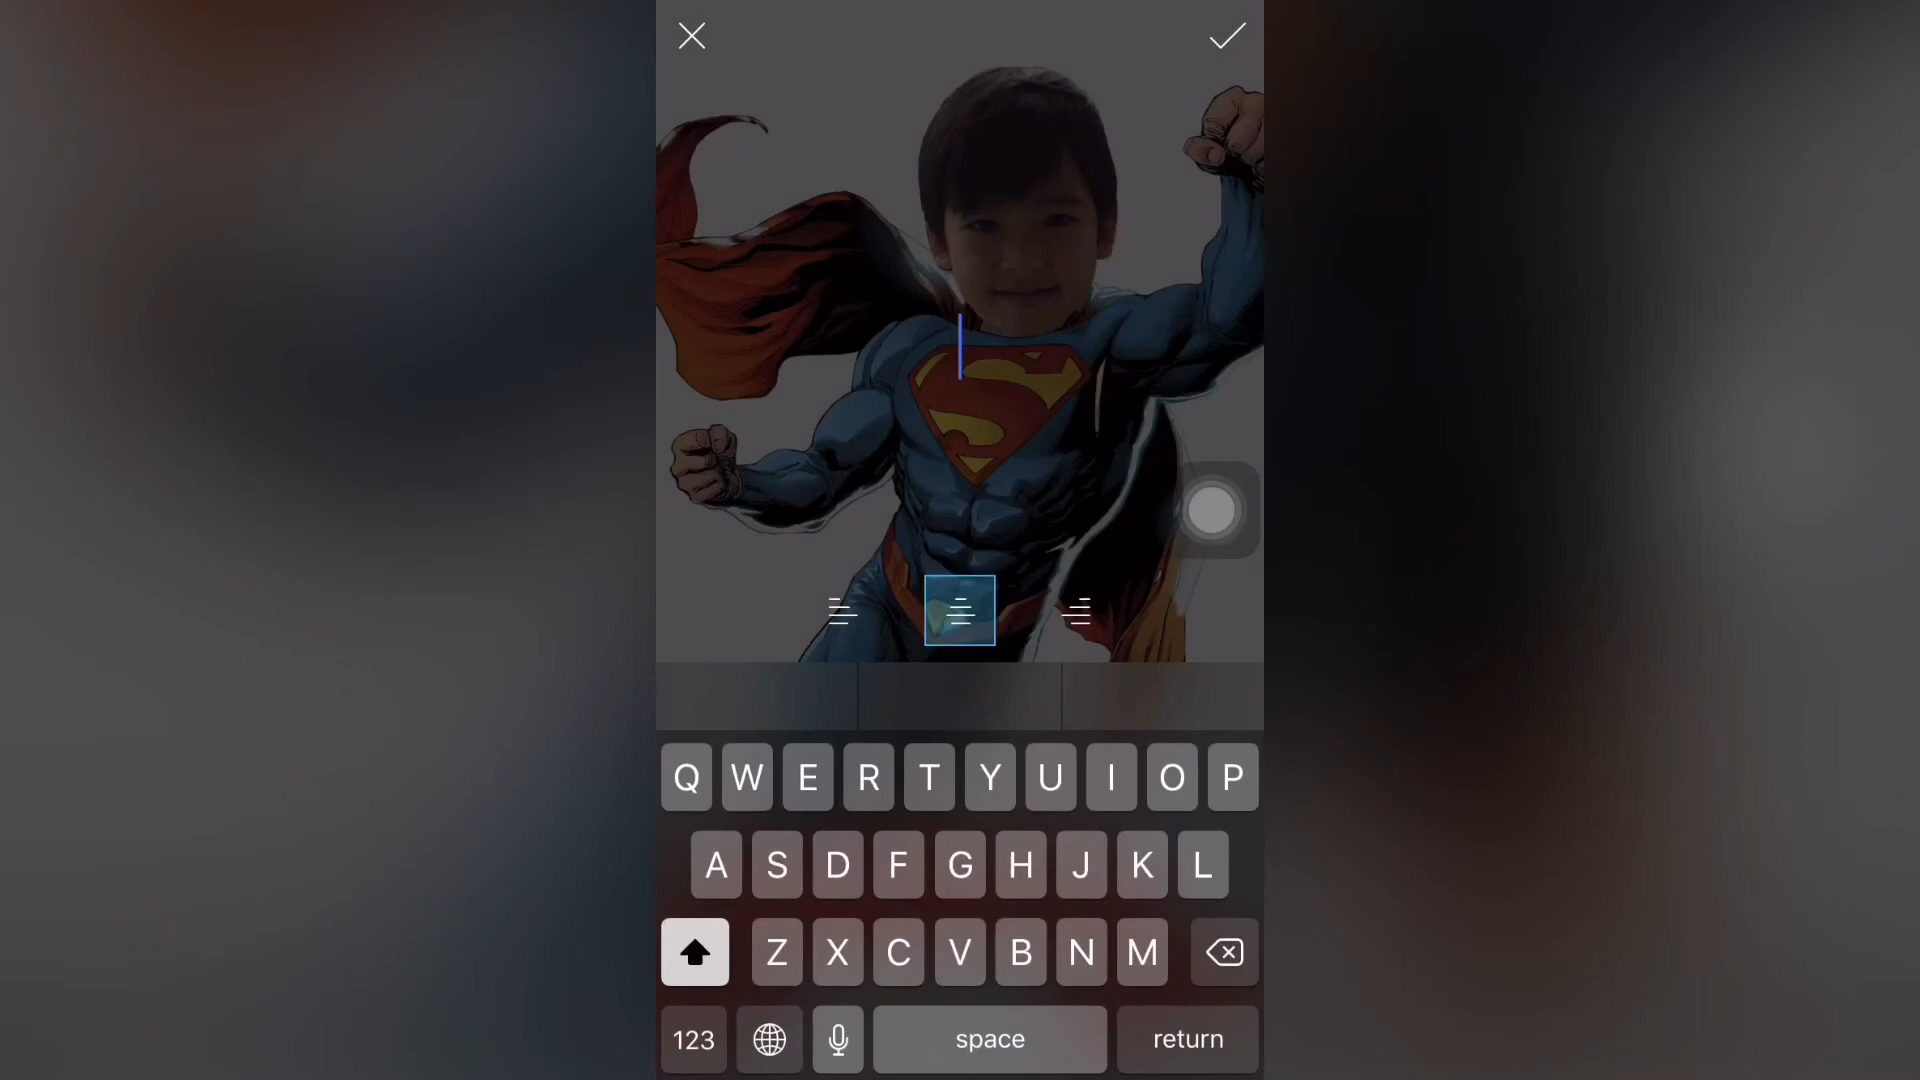 S
Q W E R T Y U I O P
A S D F G H J K L
Z X C V B N M
123 space return